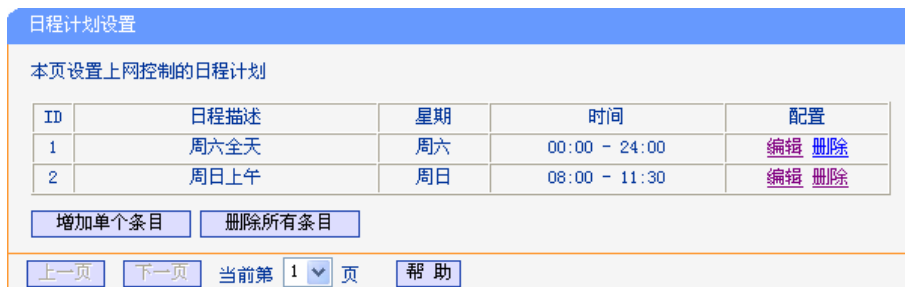 日程计划设置
本页设置上网控制的日程计划
ID 日程描述 星期 时间 配置
1 周六全天 周六 00:00 - 24:00 编辑 删除
2 周日上午 周日 08:00 - 11:30 编辑 删除
增加单个条目 删除所有条目
上一页 下一页 当前第 1 页 帮 助